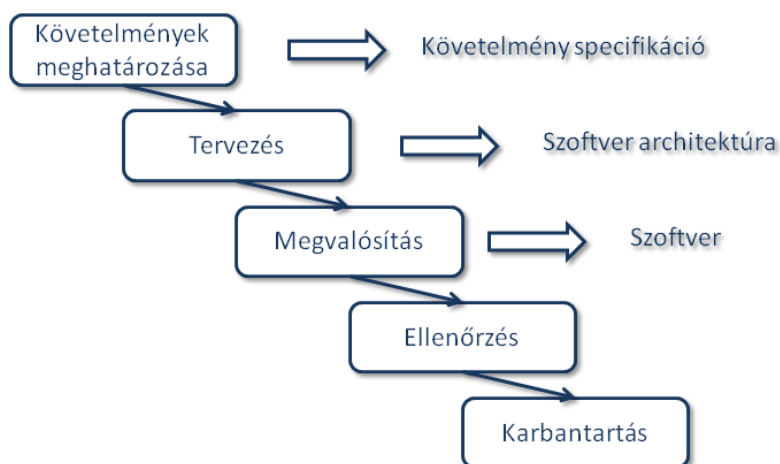 Követelmények
meghatározása
Követelmény specifikáció
Tervezés
Szoftver architektúra
Megvalósítás
Szoftver
Ellenőrzés
Karbantartás